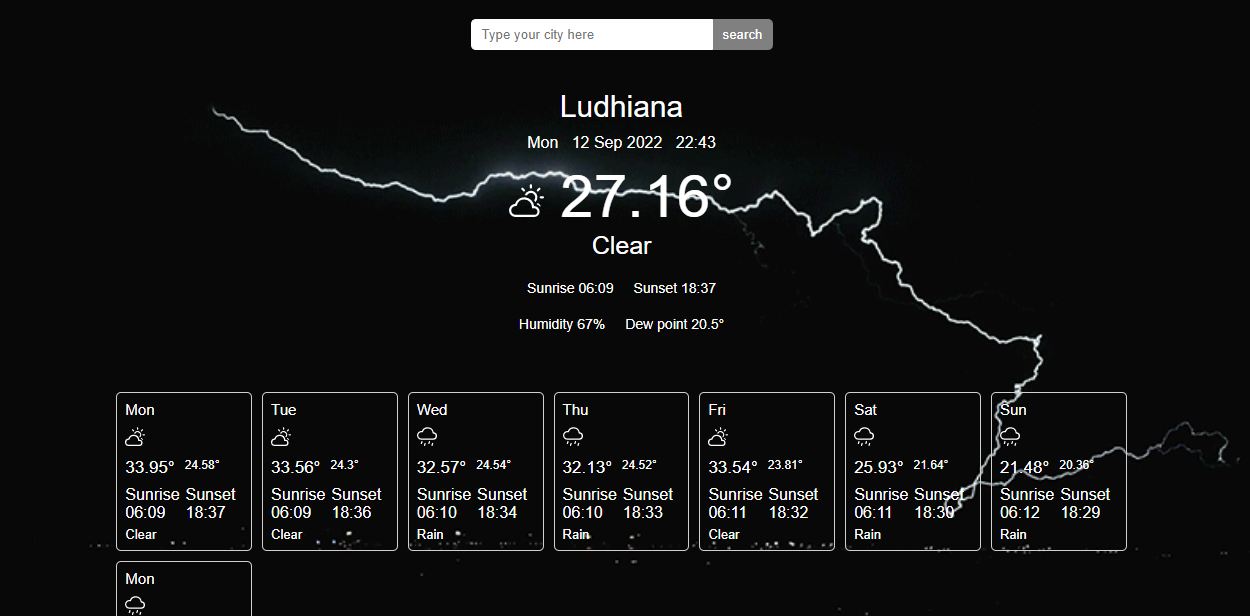 Type your city here search
Ludhiana
Mon 12 Sep 2022 22:43
27.16°
Clear
Sunrise 06:09 Sunset 18:37
Humidity 67% Dew point 20.5°
Mon
33.95° 24.58°
Sunrise Sunset
06:09 18:37
Clear
Tue
33.56° 24.3°
Sunrise Sunset
06:09 18:36
Clear
Wed
32.57° 24.54°
Sunrise Sunset
06:10 18:34
Rain
Thu
32.13° 24.52°
Sunrise Sunset
06:10 18:33
Rain
Fri
33.54° 23.81°
Sunrise Sunset
06:11 18:32
Clear
Sat
25.93° 21.64°
Sunrise Sunset
06:11 18:30
Rain
Sun
21.48° 20.36°
Sunrise Sunset
06:12 18:29
Rain
Mon